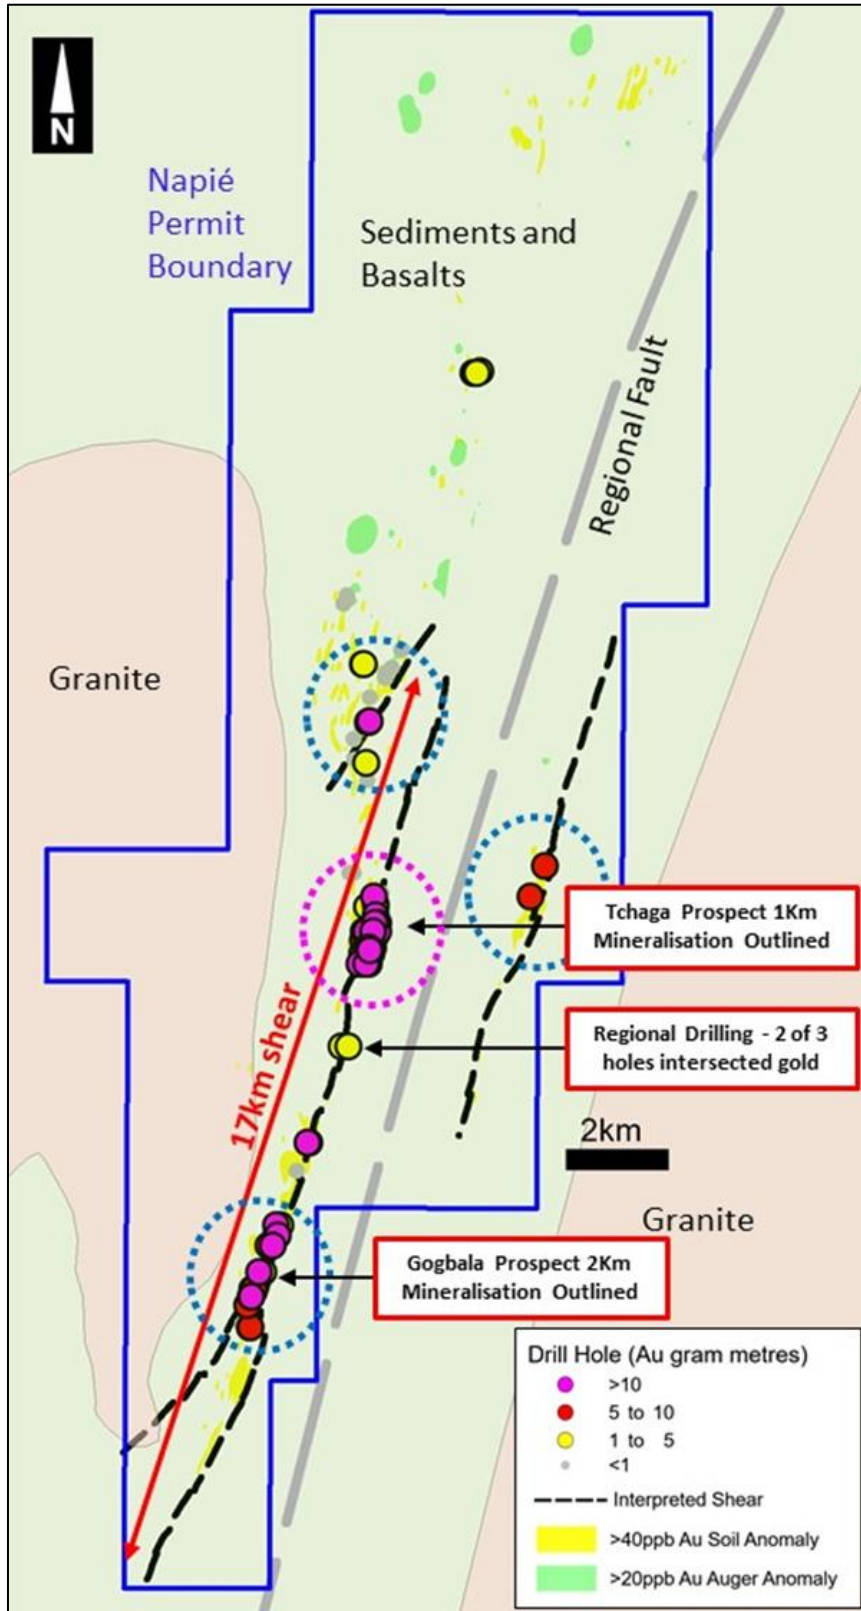 N
Napié
Permit
Boundary
Sediments and
Basalts
Regional Fault
Granite
Tchaga Prospect 1Km
Mineralisation Outlined
Regional Drilling - 2 of 3
holes intersected gold
17km shear
2km
Granite
Gogbala Prospect 2Km
Mineralisation Outlined
Drill Hole (Au gram metres)
>10
5 to 10
1 to 5
<1
Interpreted Shear
>40ppb Au Soil Anomaly
>20ppb Au Auger Anomaly